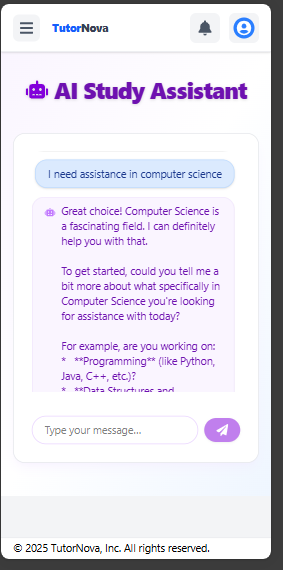 TutorNova
AI Study Assistant
I need assistance in computer science
Great choice! Computer Science is
a fascinating field. I can definitely
help you with that.
To get started, could you tell me a
bit more about what specifically in
Computer Science you're looking
for assistance with today?
For example, are you working on:
* **Programming** (like Python,
Java, C++, etc.)?
* **Data Structures and
Type your message...
© 2025 TutorNova, Inc. All rights reserved.